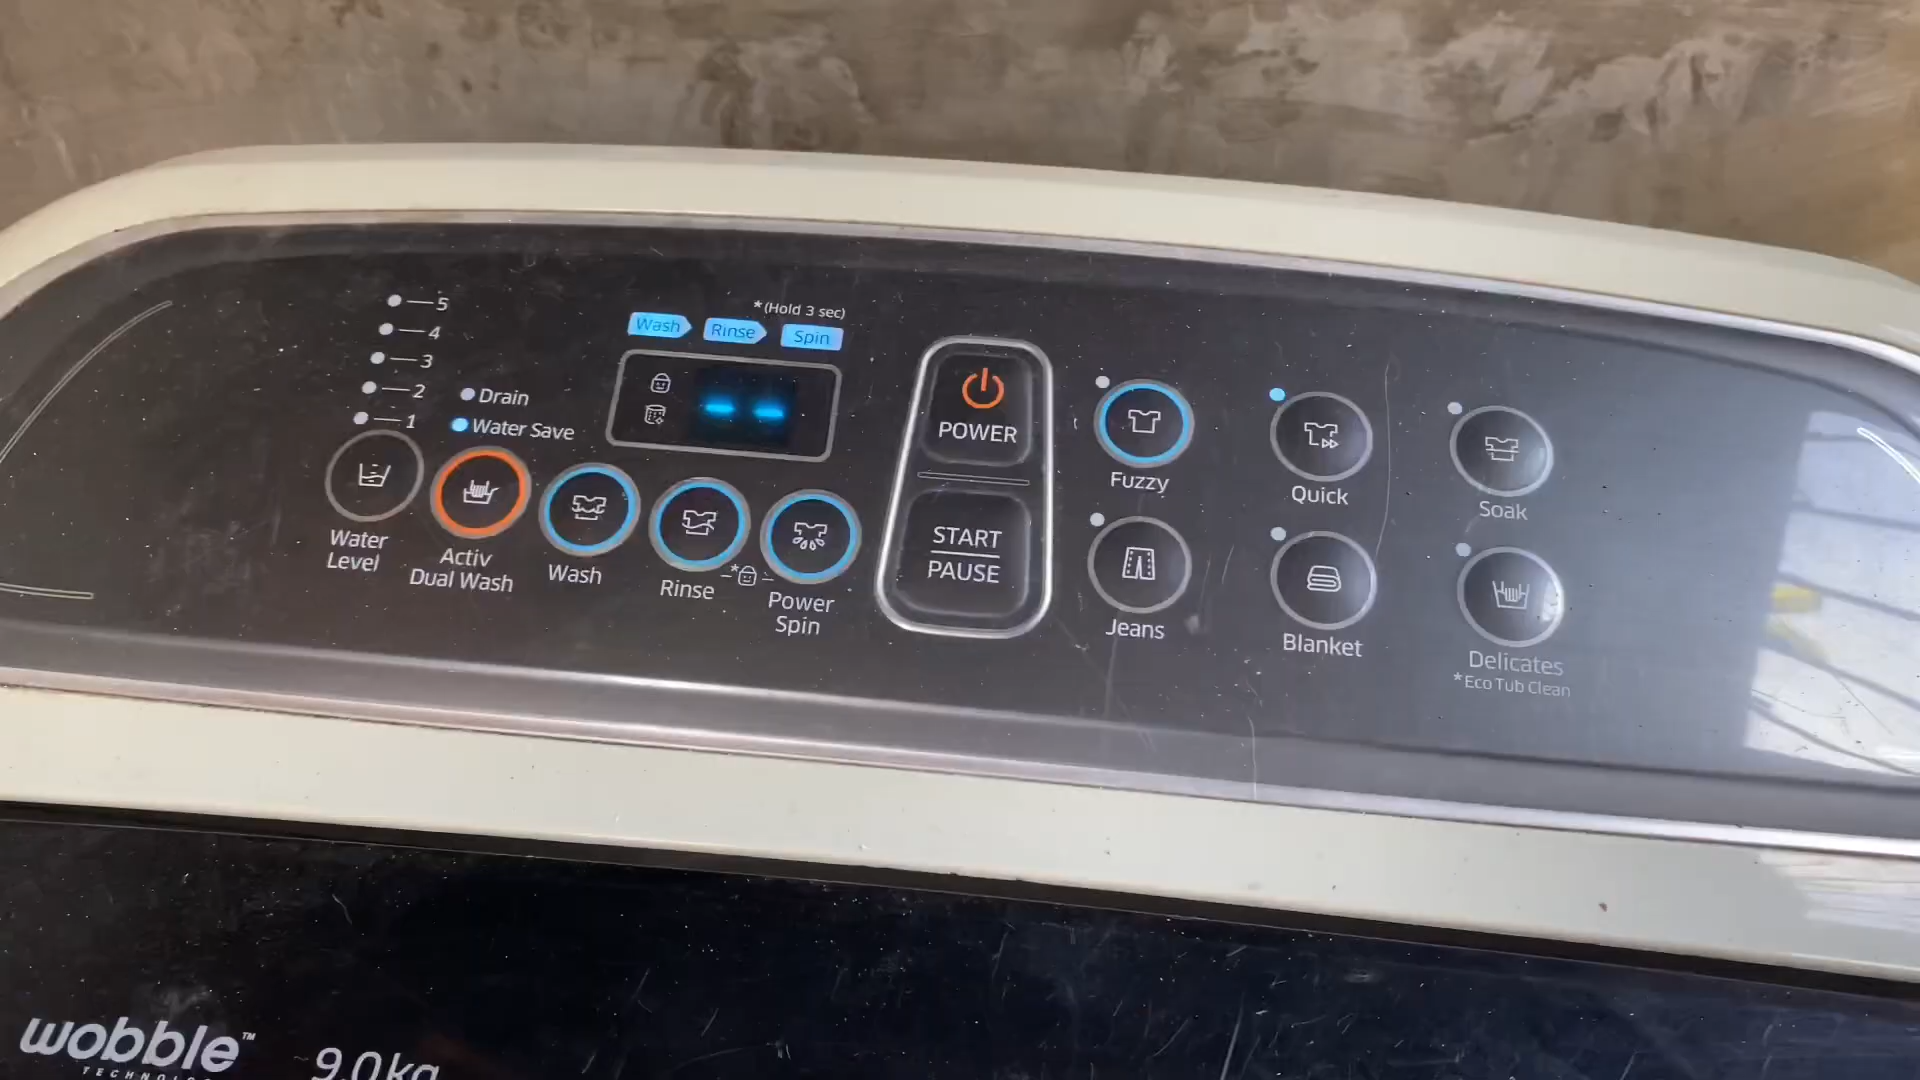 5
4
3
2
1
Drain
Water Save
*(Hold 3 sec)
Wash
Rinse
Spin
--
Water
Level
Activ
Dual Wash
Wash
Rinse
*
Power
Spin
POWER
START
PAUSE
Fuzzy
Quick
Soak
Jeans
Blanket
Delicates
*Eco Tub Clean
wobble™
9.0kg